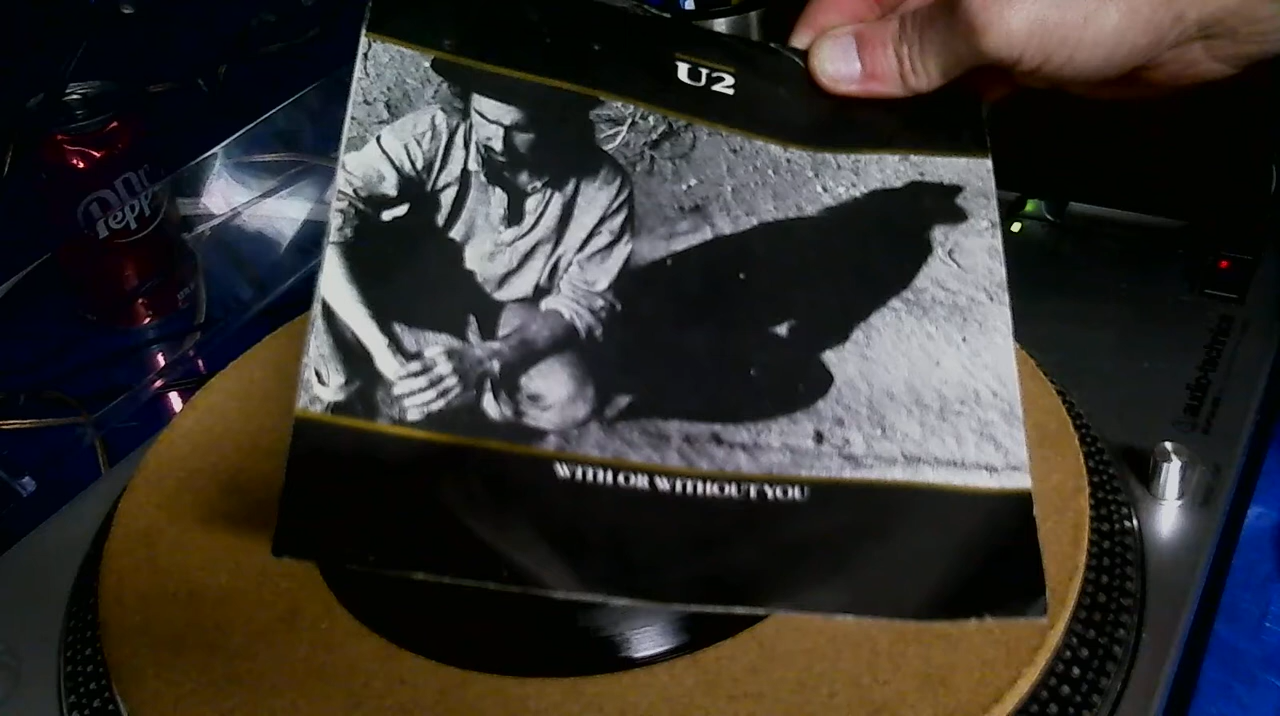 U2
Dr
Pepper
audio-technica
WITH OR WITHOUT YOU